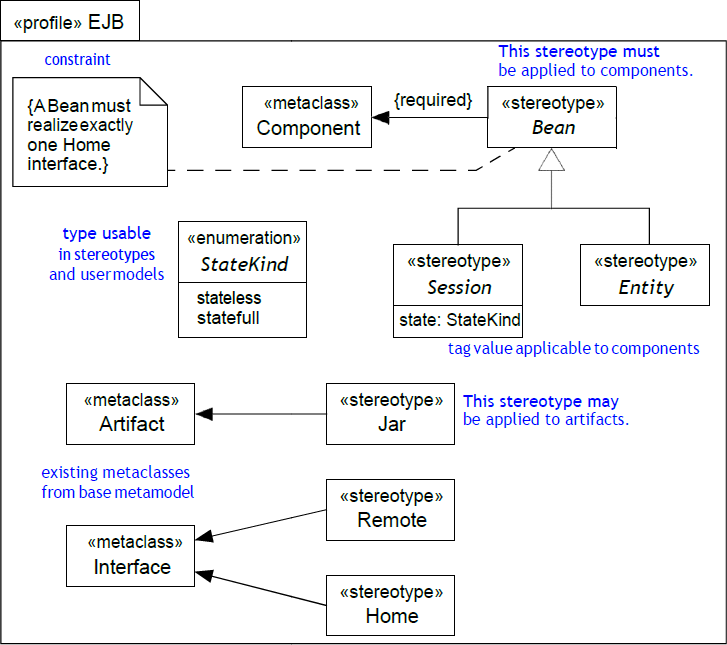 «profile» EJB
constraint
{A Bean must
realize exactly
one Home
interface.}
«metaclass»
Component
{required}
This stereotype must
be applied to components.
«stereotype»
Bean
type usable
in stereotypes
and user models
«enumeration»
StateKind
stateless
statefull
«stereotype»
Session
state: StateKind
«stereotype»
Entity
tag value applicable to components
«metaclass»
Artifact
«stereotype»
Jar
This stereotype may
be applied to artifacts.
existing metaclasses
from base metamodel
«metaclass»
Interface
«stereotype»
Remote
«stereotype»
Home